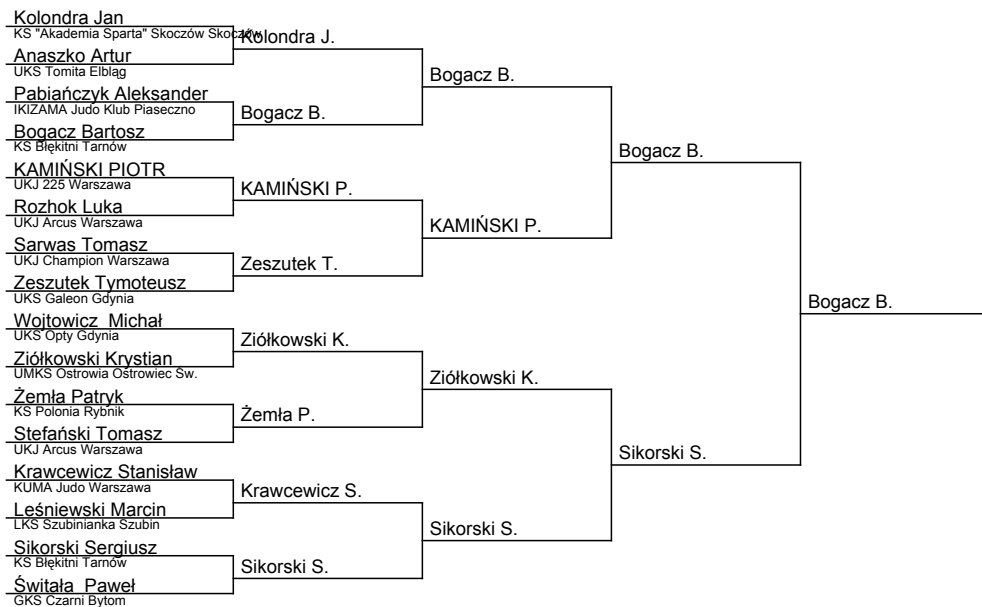 Kolondra Jan
KS "Akademia Sparta" Skoczów Skoczów
Kolondra J.
Anaszko Artur
UKS Tomita Elbląg
Bogacz B.
Pabiańczyk Aleksander
IKIZAMA Judo Klub Piaseczno
Bogacz B.
Bogacz Bartosz
KS Błękitni Tarnów
Bogacz B.
KAMIŃSKI PIOTR
UKJ 225 Warszawa
KAMIŃSKI P.
Rozhok Luka
UKJ Arcus Warszawa
KAMIŃSKI P.
Sarwas Tomasz
UKJ Champion Warszawa
Zeszutek T.
Zeszutek Tymoteusz
UKS Galeon Gdynia
Bogacz B.
Wojtowicz  Michał
UKS Opty Gdynia
Ziółkowski K.
Ziółkowski Krystian
UMKS Ostrowia Ostrowiec Św.
Ziółkowski K.
Żemła Patryk
KS Polonia Rybnik
Żemła P.
Stefański Tomasz
UKJ Arcus Warszawa
Sikorski S.
Krawcewicz Stanisław
KUMA Judo Warszawa
Krawcewicz S.
Leśniewski Marcin
LKS Szubinianka Szubin
Sikorski S.
Sikorski Sergiusz
KS Błękitni Tarnów
Sikorski S.
Świtała  Paweł
GKS Czarni Bytom